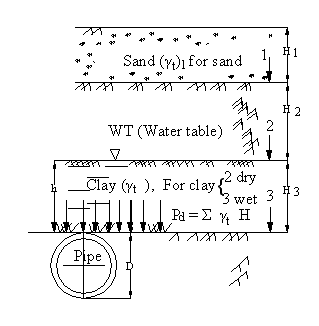 1
H1
Sand (γt)1 for sand
H2
2
WT (Water table)
h
Clay (γt ), For clay { 2 dry
3 wet
3
H3
Pd = Σ γt H
Pipe
D